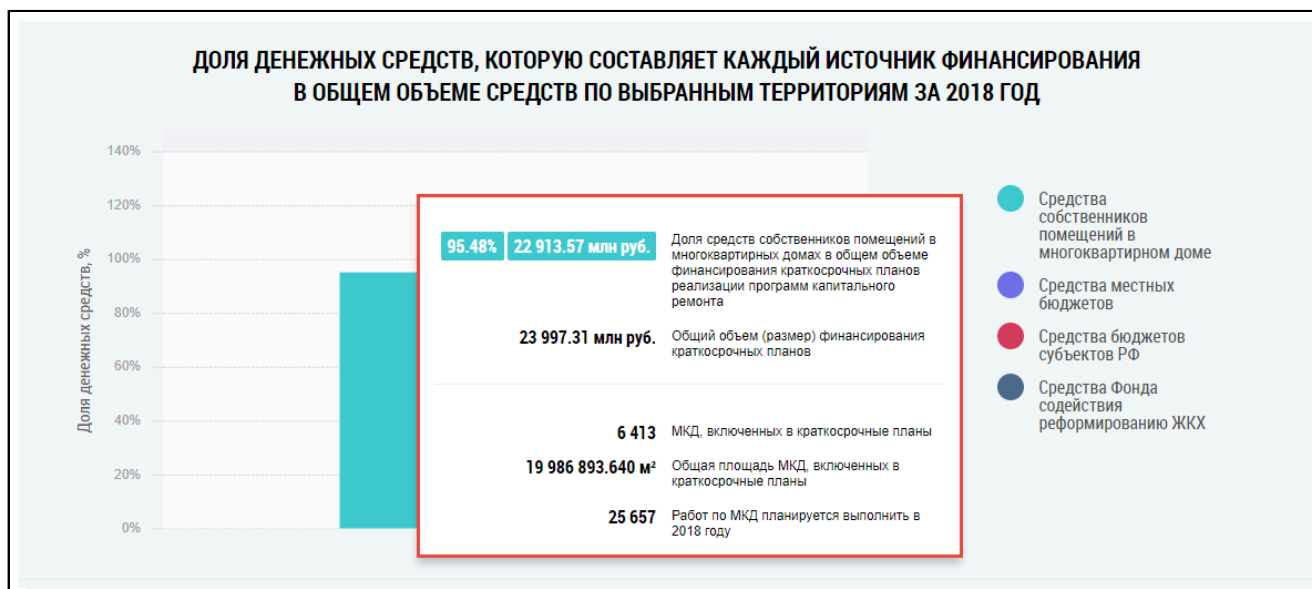 ДОЛЯ ДЕНЕЖНЫХ СРЕДСТВ, КОТОРУЮ СОСТАВЛЯЕТ КАЖДЫЙ ИСТОЧНИК ФИНАНСИРОВАНИЯ
В ОБЩЕМ ОБЪЕМЕ СРЕДСТВ ПО ВЫБРАННЫМ ТЕРРИТОРИЯМ ЗА 2018 ГОД
Доля денежных средств, %
140%
120%
100%
80%
60%
40%
20%
0%
95.48% 22 913.57 млн руб.
Доля средств собственников помещений в
многоквартирных домах в общем объеме
финансирования краткосрочных планов
реализации программ капитального
ремонта
23 997.31 млн руб.
Общий объем (размер) финансирования
краткосрочных планов
6 413
МКД, включенных в краткосрочные планы
19 986 893.640 м²
Общая площадь МКД, включенных в
краткосрочные планы
25 657
Работ по МКД планируется выполнить в
2018 году
Средства
собственников
помещений в
многоквартирном доме
Средства местных
бюджетов
Средства бюджетов
субъектов РФ
Средства Фонда
содействия
реформированию ЖКХ